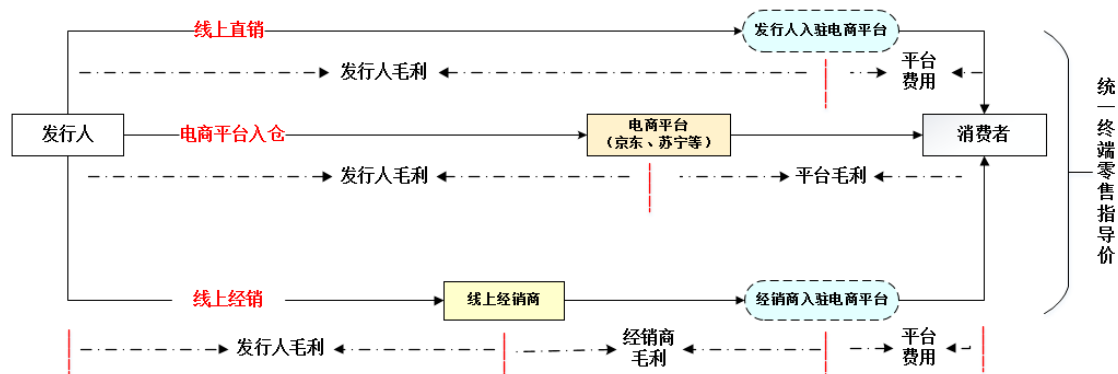 线上直销
发行人入驻电商平台
发行人毛利
平台
费用
发行人
电商平台入仓
电商平台
（京东、苏宁等）
消费者
发行人毛利
平台毛利
线上经销
线上经销商
经销商入驻电商平台
发行人毛利
经销商
毛利
平台
费用
统一终端零售指导价